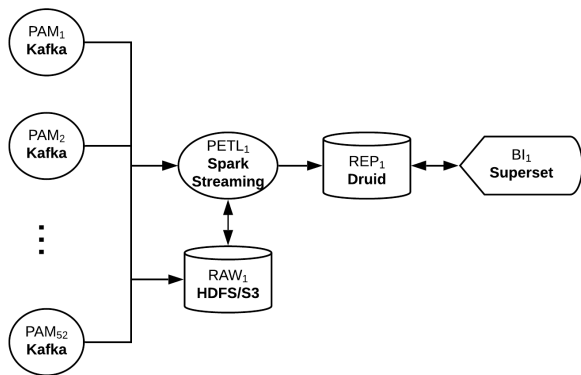 PAM₁
Kafka
PAM₂
Kafka
...
PAM₅₂
Kafka
PETL₁
Spark
Streaming
RAW₁
HDFS/S3
REP₁
Druid
BI₁
Superset